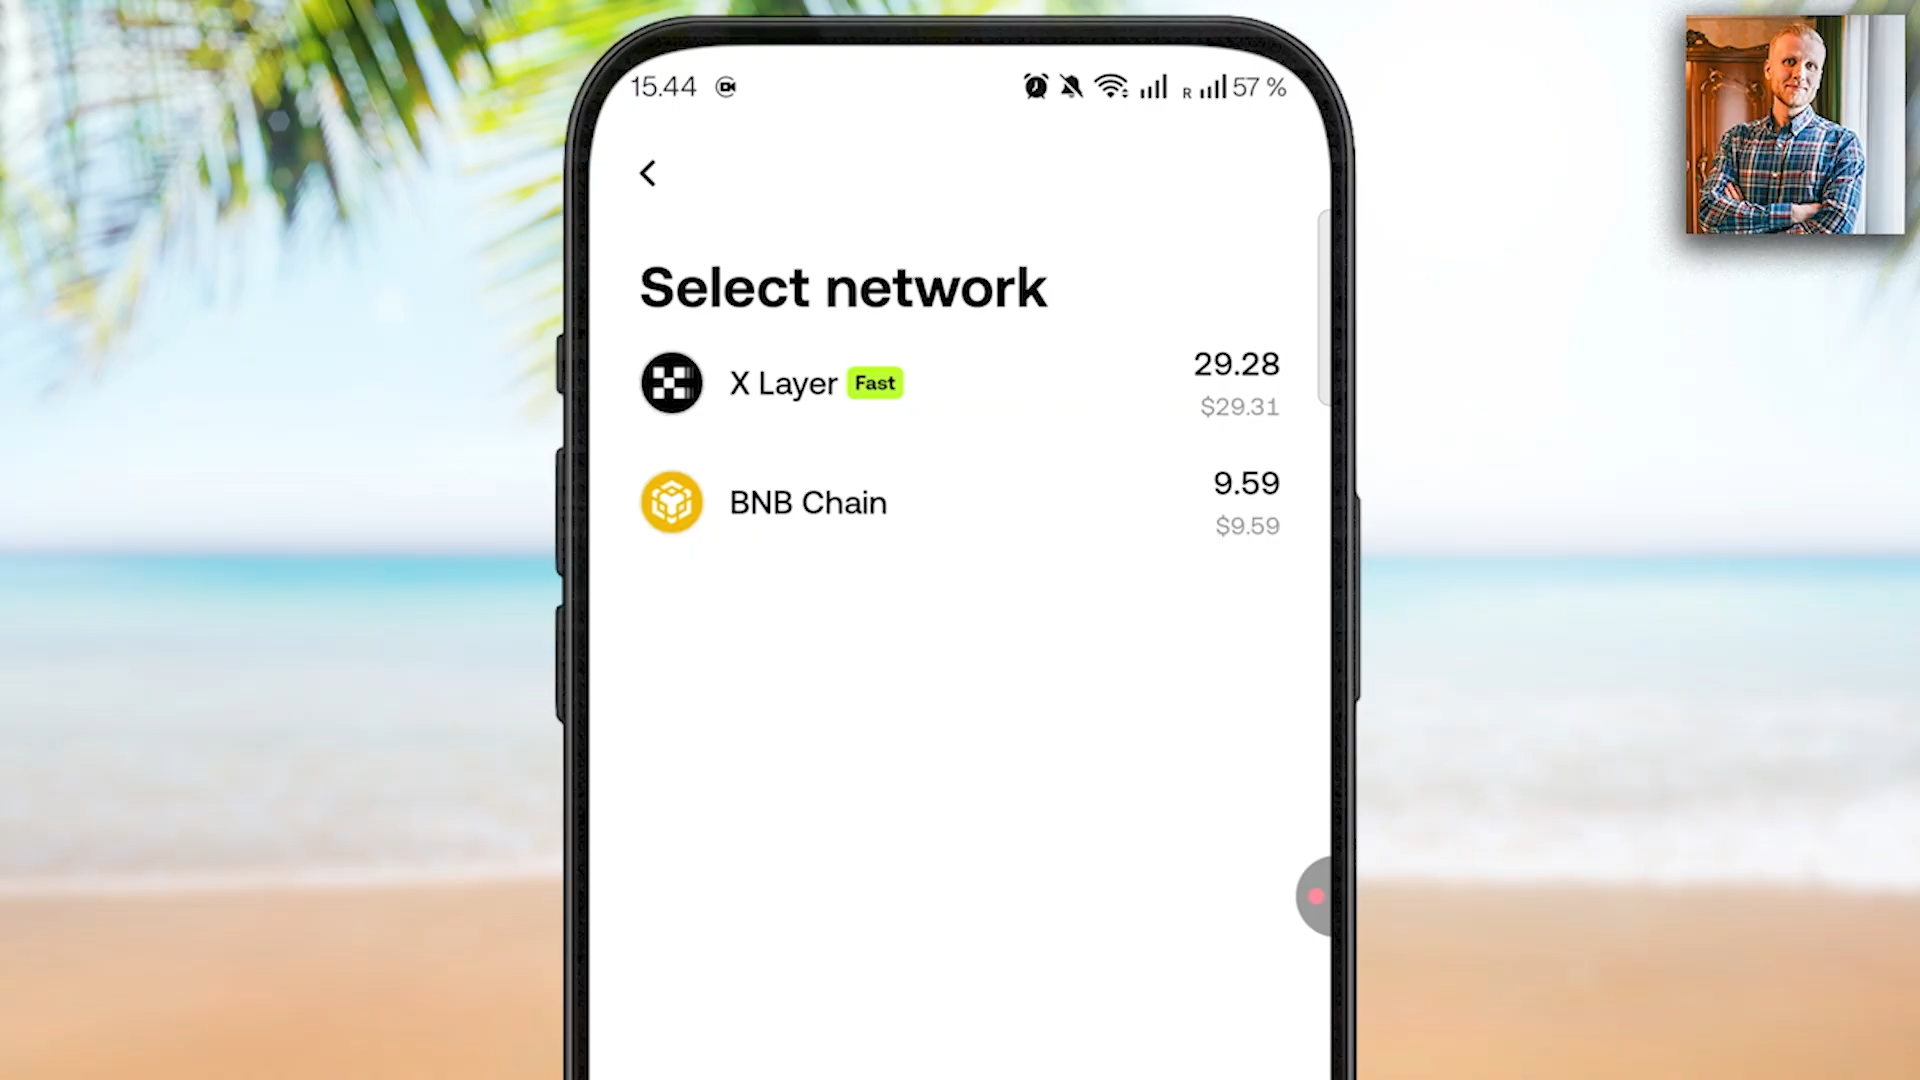 15.44
R
57 %
Select network
X Layer Fast
29.28
$29.31
BNB Chain
9.59
$9.59